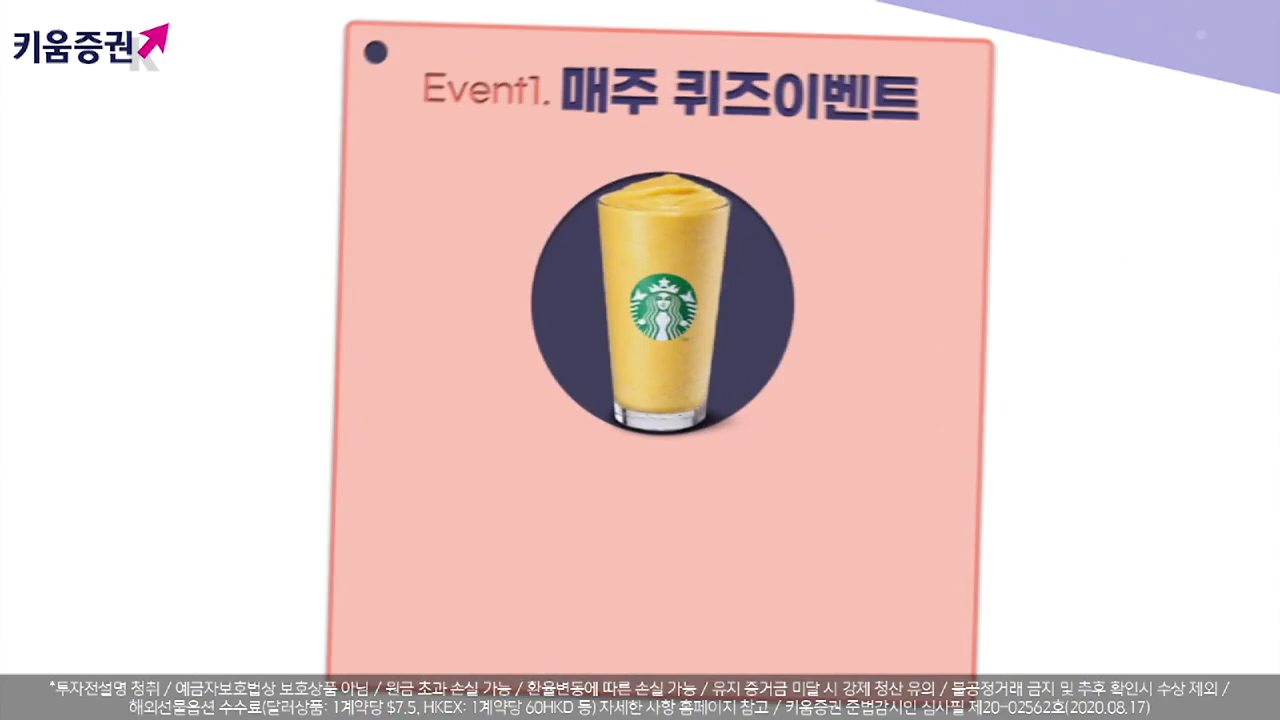 키움증권
Event1. 매주 퀴즈이벤트
*투자전설명 청취 / 예금자보호법상 보호상품 아님 / 원금 초과 손실 가능 / 환율변동에 따른 손실 가능 / 유지 증거금 미달 시 강제 청산 유의 / 불공정거래 금지 및 추후 확인시 수상 제외 /
해외선물옵션 수수료(달러상품: 1계약당 $7.5, HKEX: 1계약당 60HKD 등) 자세한 사항 홈페이지 참고 / 키움증권 준법감시인 심사필 제20-02562호(2020.08.17)